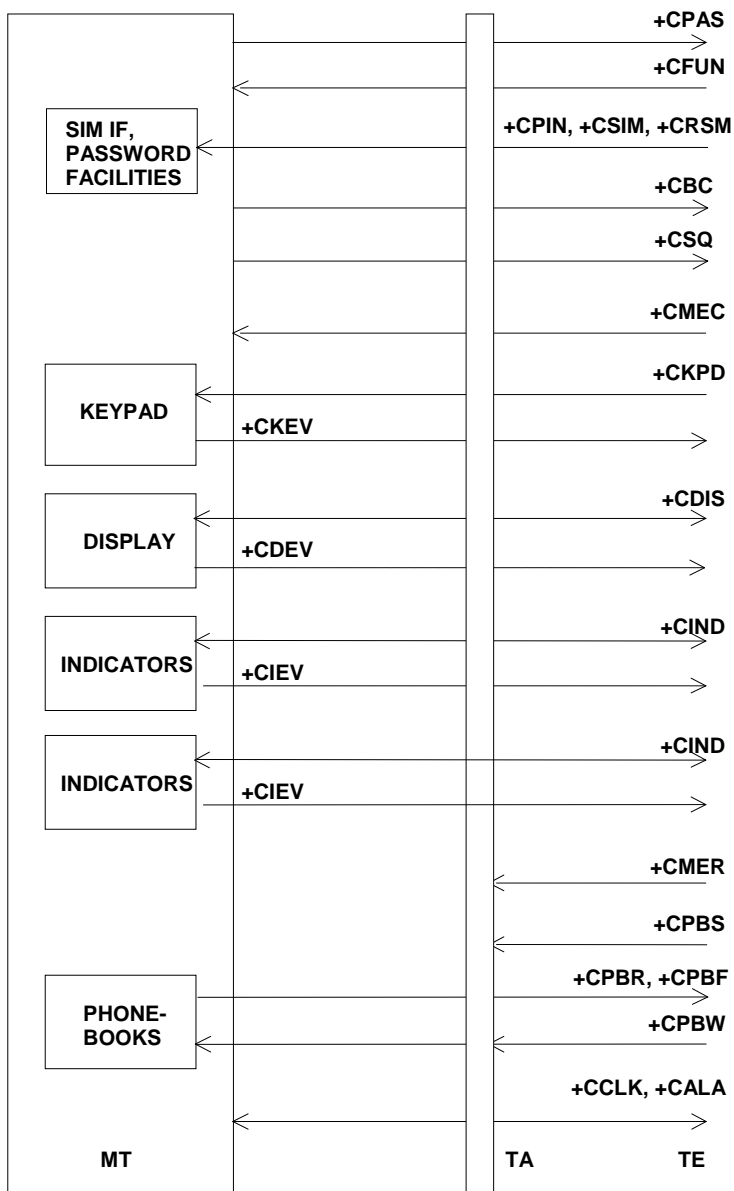 +CPAS
+CFUN
SIM IF,
PASSWORD
FACILITIES
+CPIN, +CSIM, +CRSM
+CBC
+CSQ
+CMEC
+CKPD
KEYPAD
+CKEV
+CDIS
DISPLAY
+CDEV
+CIND
INDICATORS
+CIEV
+CIND
INDICATORS
+CIEV
+CMER
+CPBS
+CPBR, +CPBF
PHONE-
BOOKS
+CPBW
+CCLK, +CALA
MT TA TE